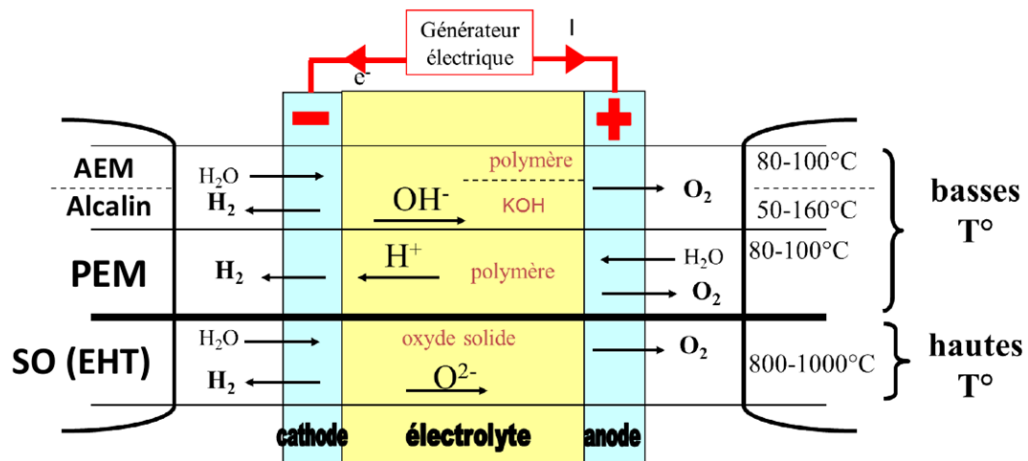 Générateur
électrique
I
e-
AEM
H₂O
polymère
80-100°C
O₂
basses
T°
Alcalin
H₂
OH-
KOH
50-160°C
PEM
H₂
H⁺
polymère
H₂O
O₂
80-100°C
SO (EHT)
H₂O
H₂
oxyde solide
O²⁻
O₂
800-1000°C
hautes
T°
cathode
électrolyte
anode